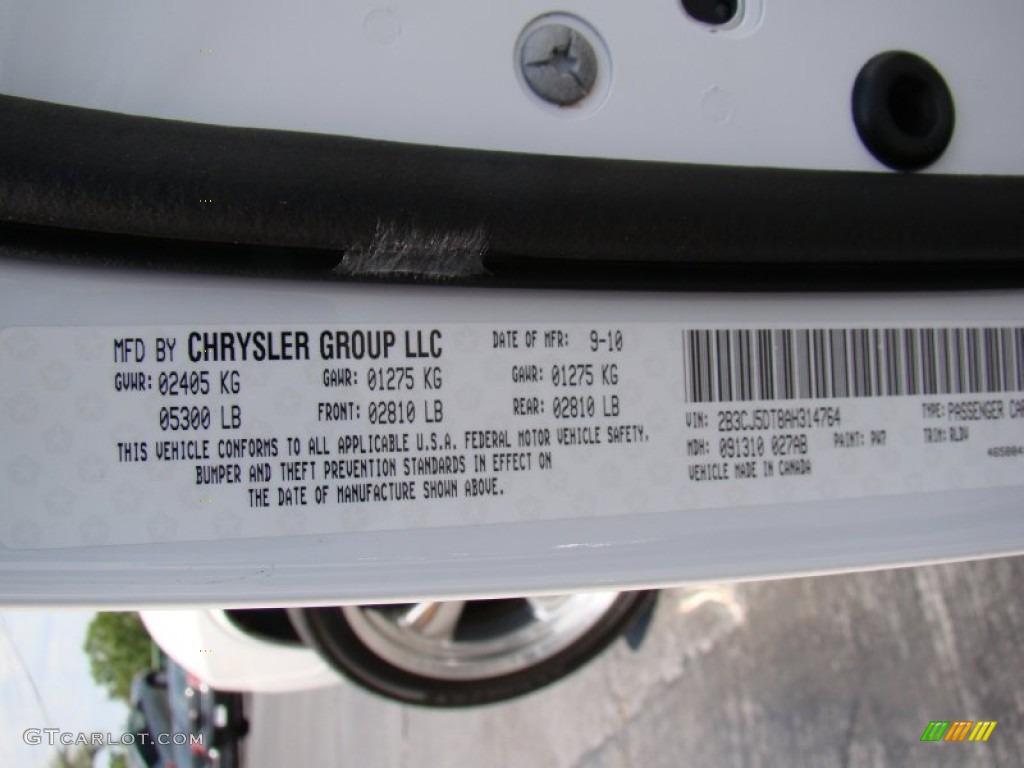 MFD BY CHRYSLER GROUP LLC DATE OF MFR: 9-10
GVWR: 02405 KG GAWR: 01275 KG GAWR: 01275 KG
05300 LB FRONT: 02810 LB REAR: 02810 LB
THIS VEHICLE CONFORMS TO ALL APPLICABLE U.S.A. FEDERAL MOTOR VEHICLE SAFETY,
BUMPER AND THEFT PREVENTION STANDARDS IN EFFECT ON
THE DATE OF MANUFACTURE SHOWN ABOVE.
VIN: 2B3CJ5DT8AH314764 TYPE: PASSENGER CAR
MDH: 091310 027AB PAINT: PW7 TRIM: RLDV
VEHICLE MADE IN CANADA
GTCarLot.com